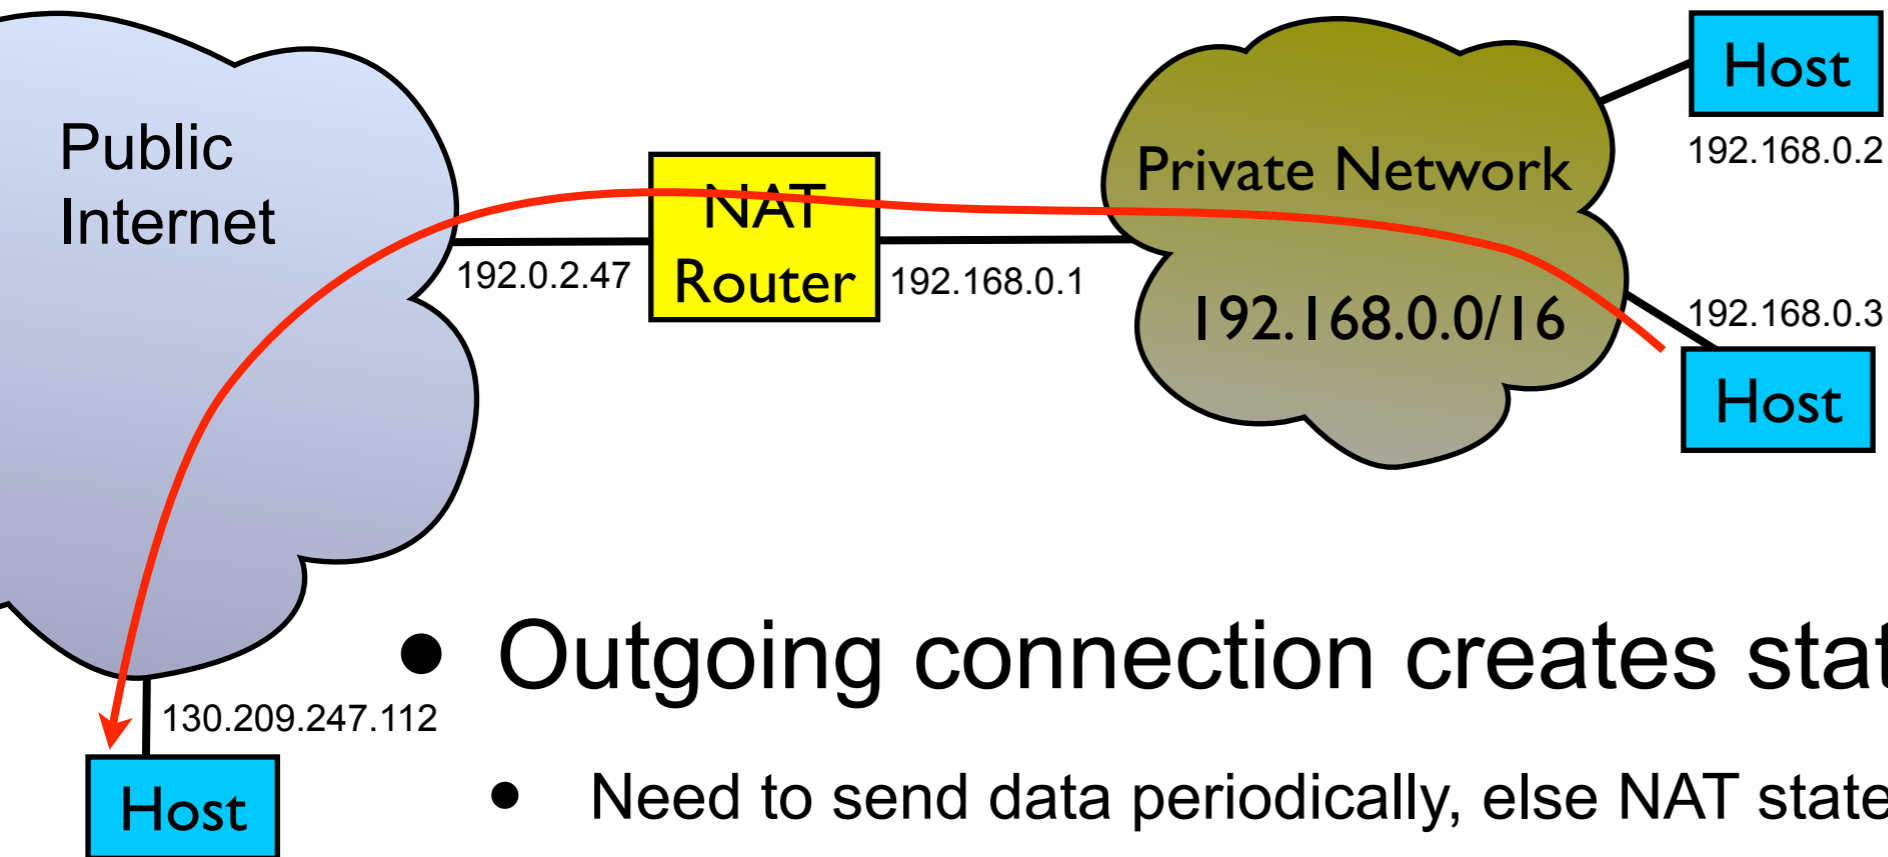 Public
Internet
192.0.2.47
NAT
Router
192.168.0.1
Private Network
192.168.0.0/16
Host
192.168.0.2
192.168.0.3
Host
130.209.247.112
Host
• Outgoing connection creates stat
• Need to send data periodically, else NAT state